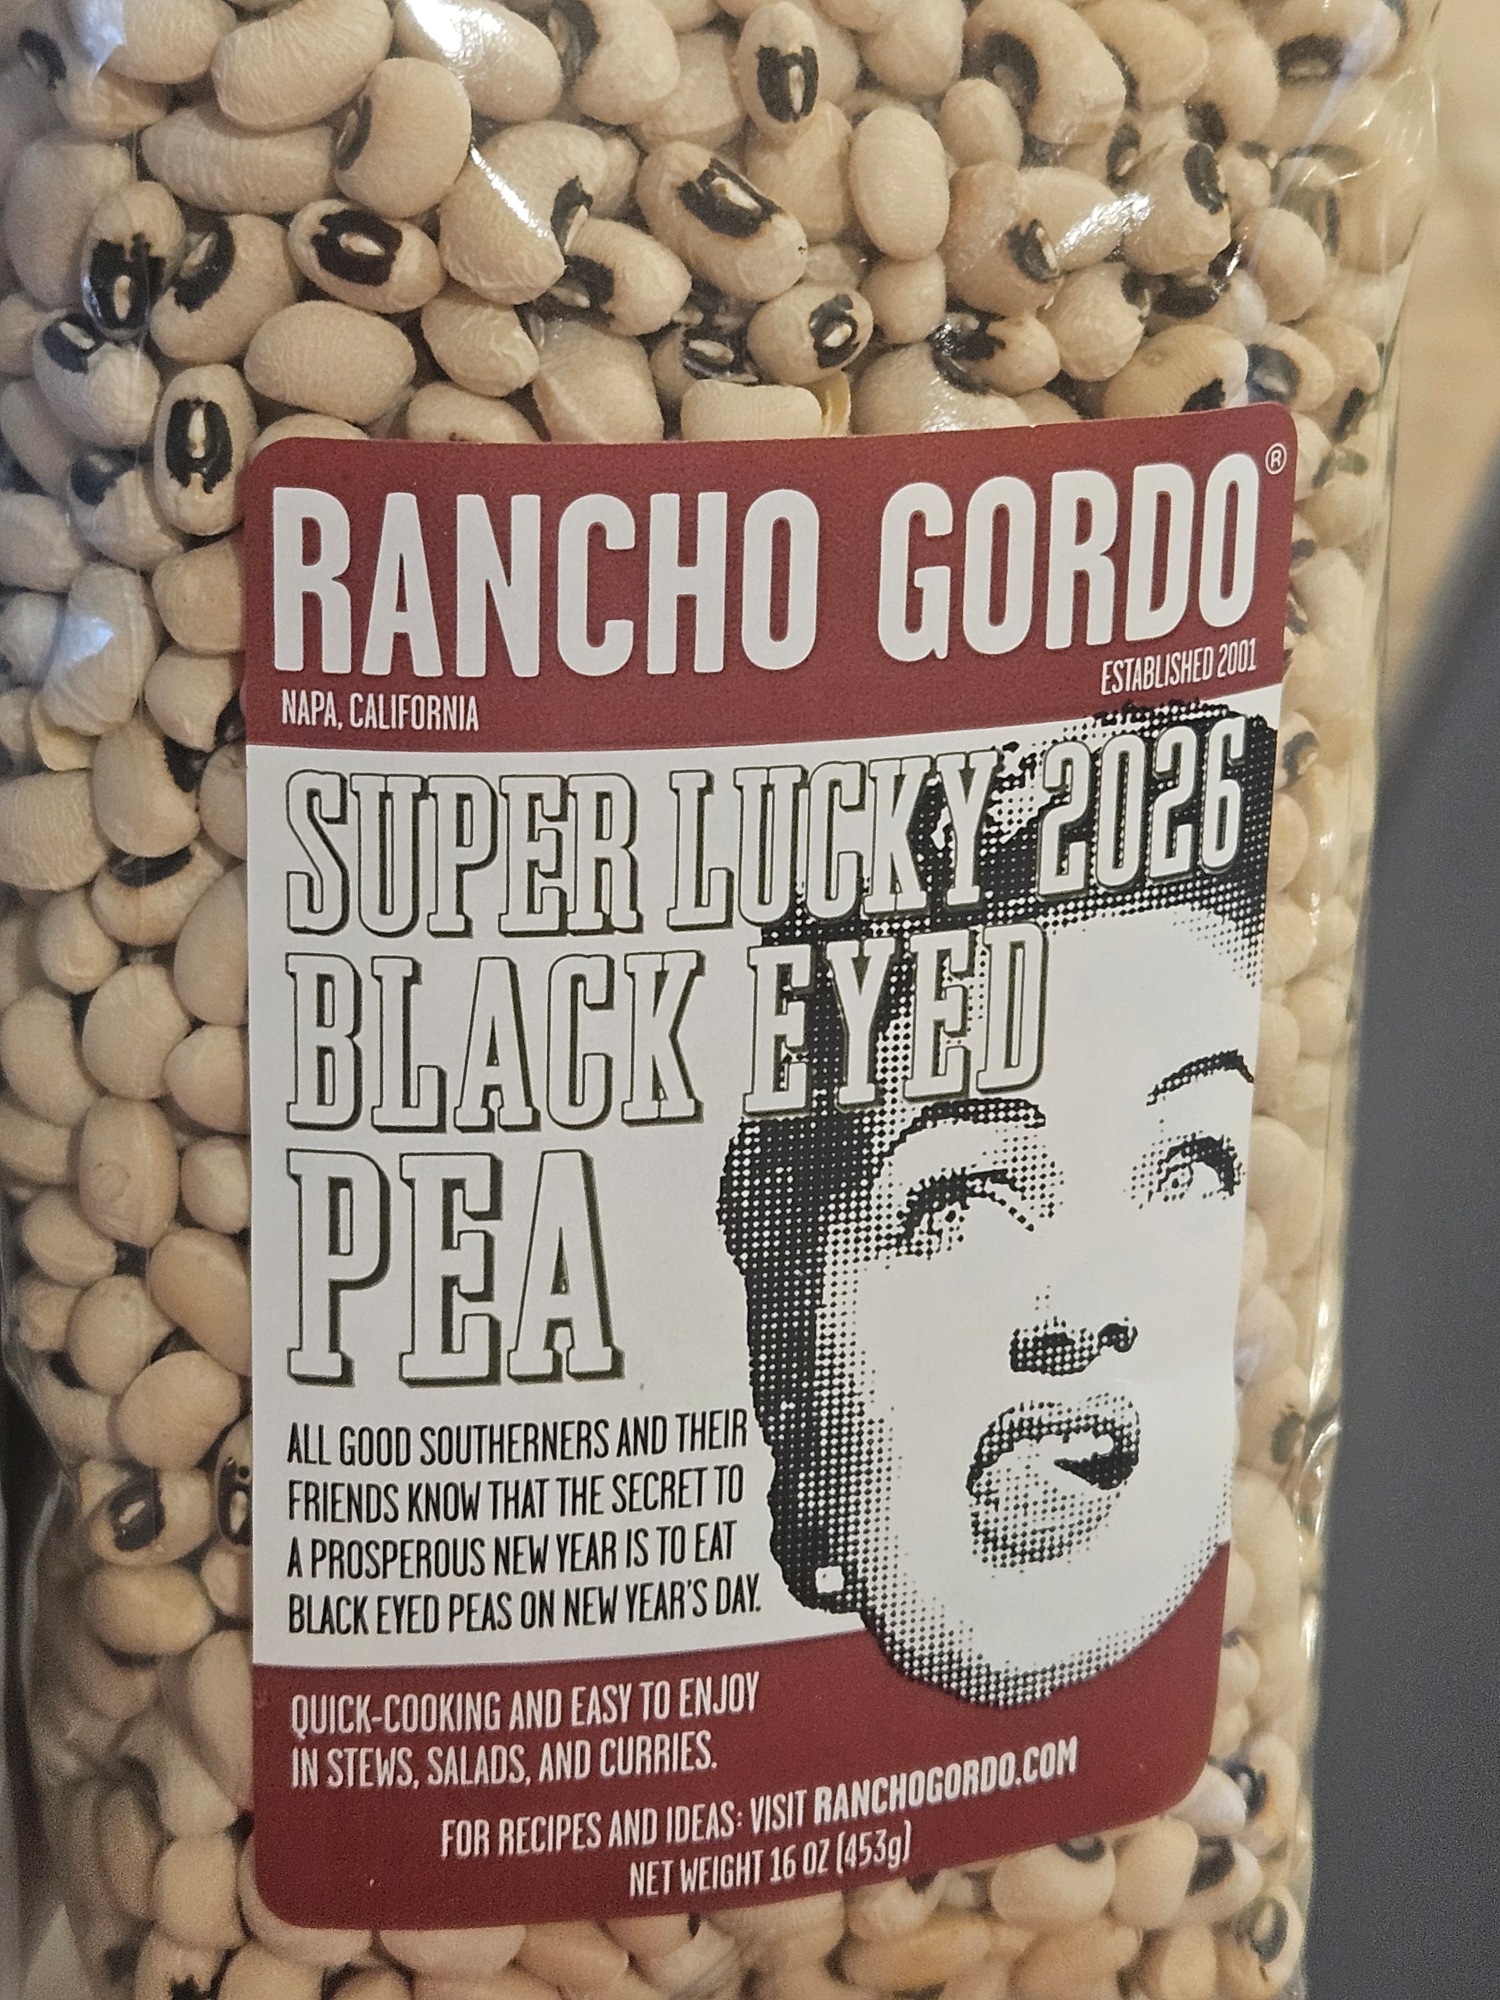 RANCHO GORDO®
NAPA, CALIFORNIA
ESTABLISHED 2001
SUPER LUCKY 2026
BLACK EYED
PEA
ALL GOOD SOUTHERNERS AND THEIR
FRIENDS KNOW THAT THE SECRET TO
A PROSPEROUS NEW YEAR IS TO EAT
BLACK EYED PEAS ON NEW YEAR'S DAY.
QUICK-COOKING AND EASY TO ENJOY
IN STEWS, SALADS, AND CURRIES.
FOR RECIPES AND IDEAS: VISIT RANCHOGORDO.COM
NET WEIGHT 16 OZ (453g)